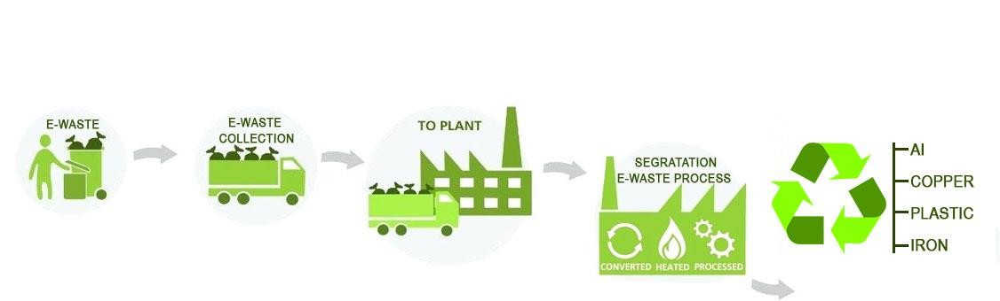 E-WASTE
E-WASTE
COLLECTION
TO PLANT
SEGRATATION
E-WASTE PROCESS
CONVERTED HEATED PROCESSED
AI
COPPER
PLASTIC
IRON